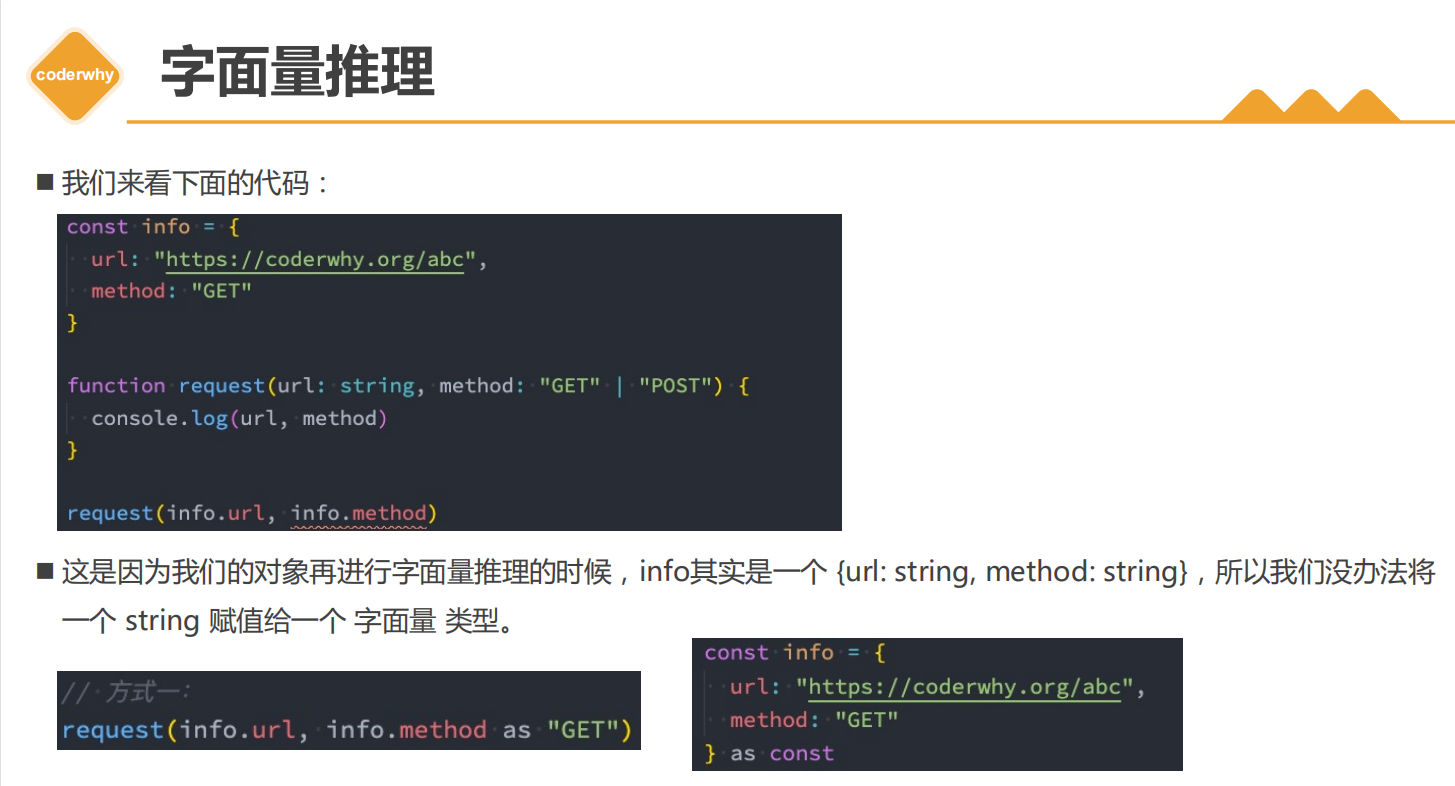 coderwhy
字面量推理
我们来看下面的代码：
const info = {
  url: "https://coderwhy.org/abc",
  method: "GET"
}
function request(url: string, method: "GET" | "POST") {
  console.log(url, method)
}
request(info.url, info.method)
这是因为我们的对象再进行字面量推理的时候，info其实是一个 {url: string, method: string}，所以我们没办法将
一个 string 赋值给一个 字面量 类型。
// 方式一:
request(info.url, info.method as "GET")
const info = {
  url: "https://coderwhy.org/abc",
  method: "GET"
} as const